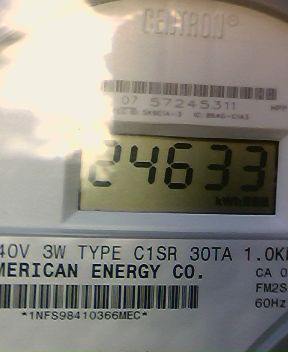 CENTRON®
07 57245311
24633
kWh
40V 3W TYPE C1SR 30TA 1.0K
MERICAN ENERGY CO. CA 0
FM2S
60Hz
*1NFS98410366MEC*